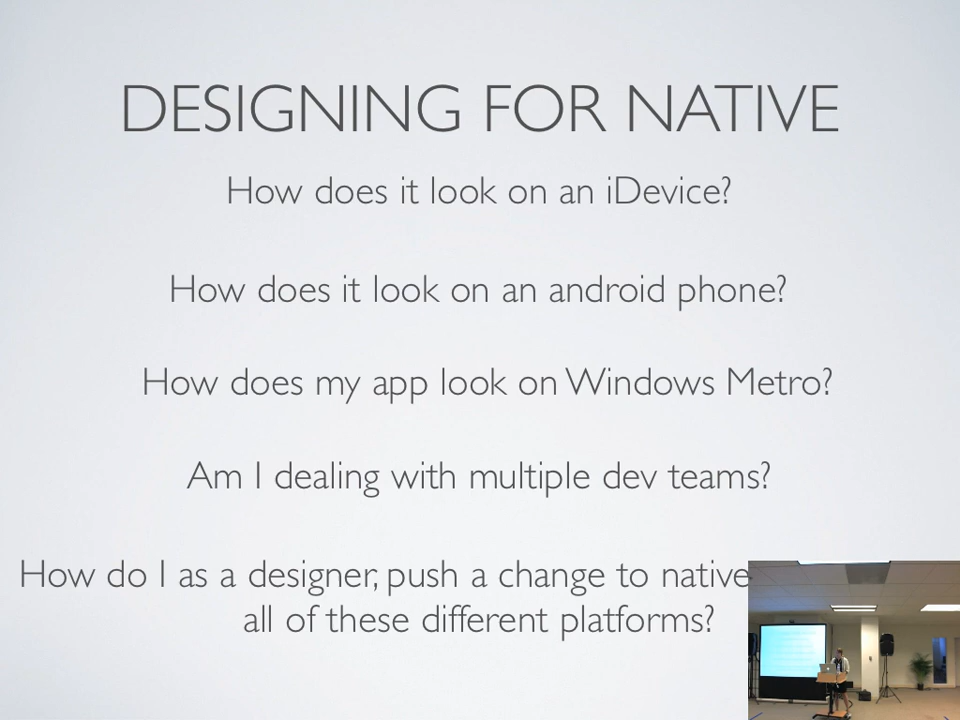 DESIGNING FOR NATIVE
How does it look on an iDevice?
How does it look on an android phone?
How does my app look on Windows Metro?
Am I dealing with multiple dev teams?
How do I as a designer, push a change to native
all of these different platforms?